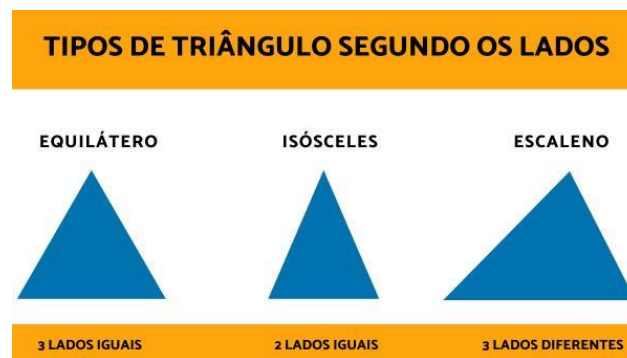 TIPOS DE TRIÂNGULO SEGUNDO OS LADOS
EQUILÁTERO
ISÓSCELES
ESCALENO
3 LADOS IGUAIS
2 LADOS IGUAIS
3 LADOS DIFERENTES